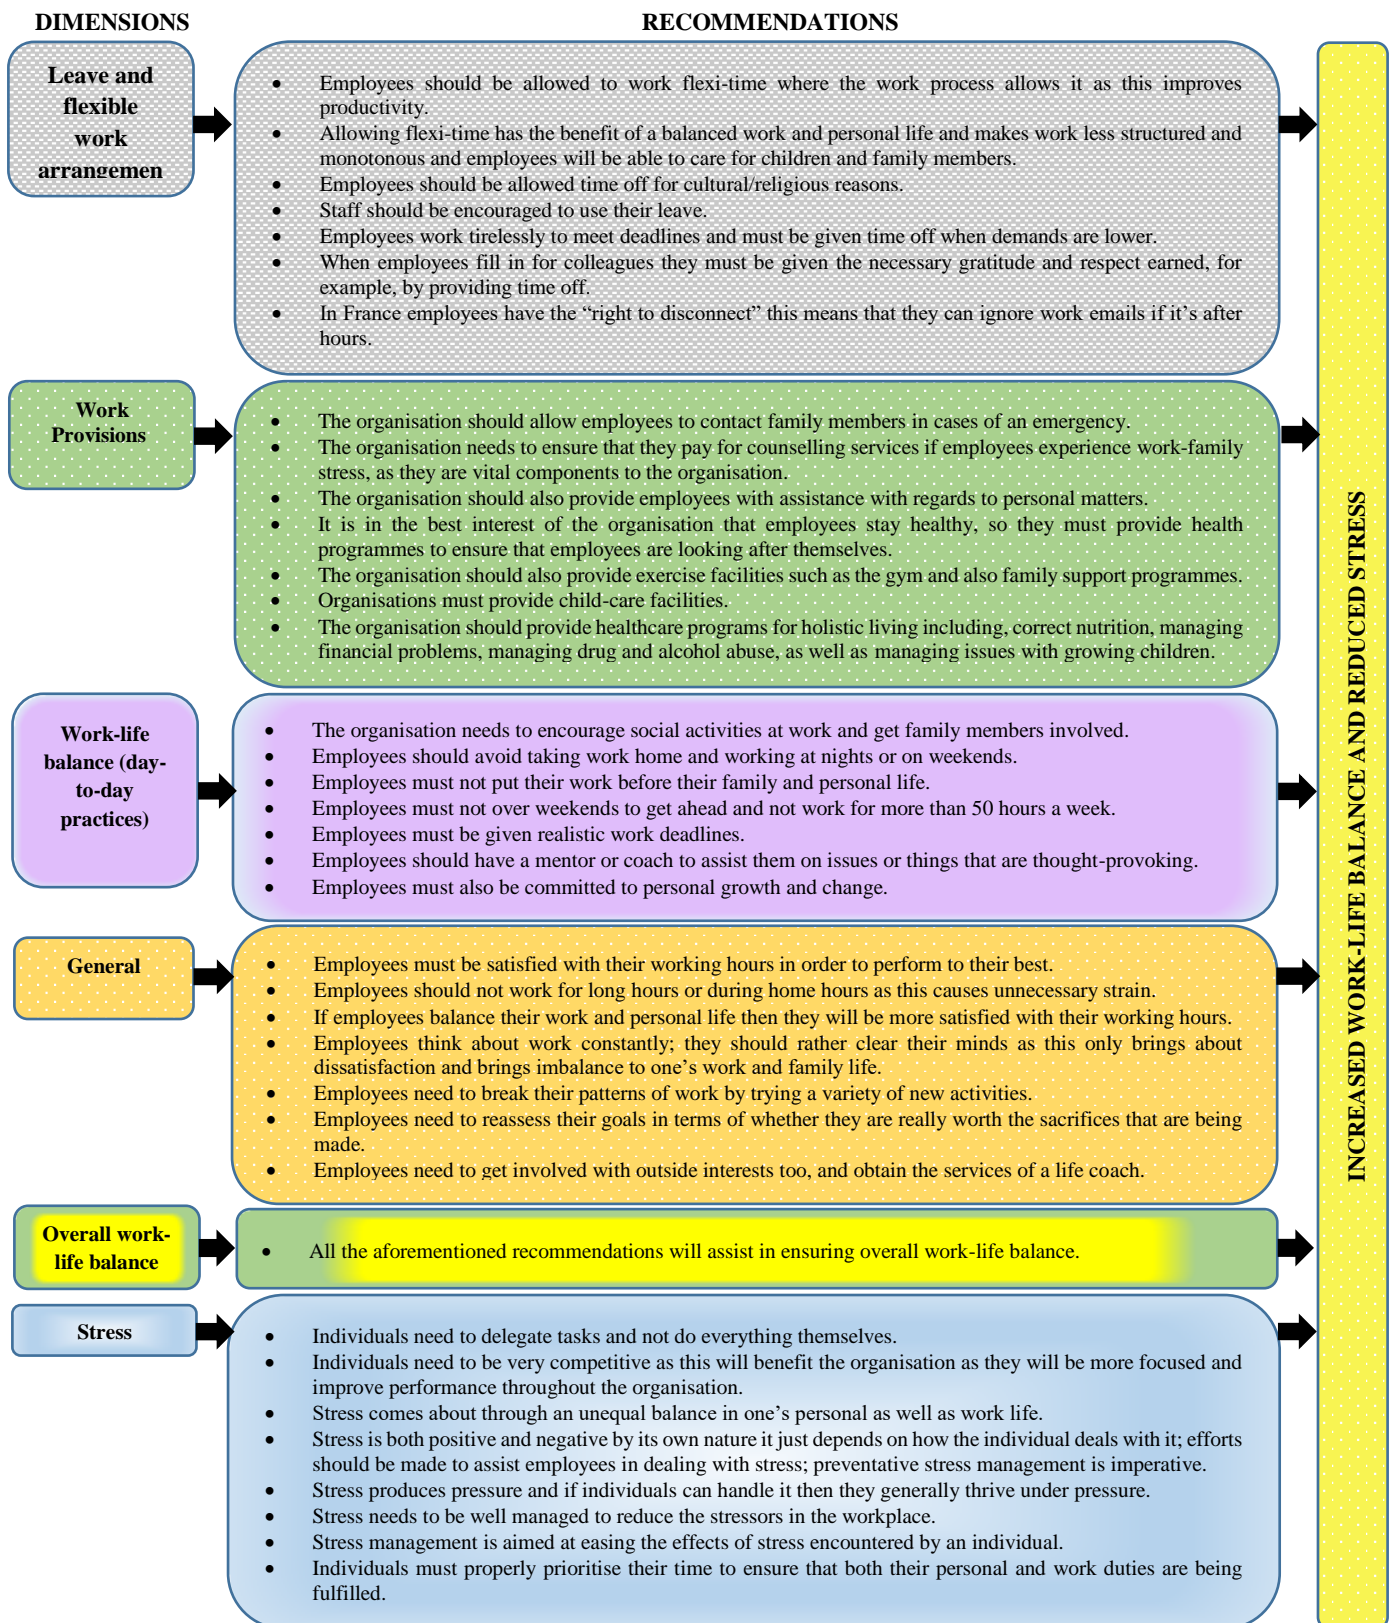 DIMENSIONS
RECOMMENDATIONS
Leave and
flexible
work
arrangemen
• Employees should be allowed to work flexi-time where the work process allows it as this improves
productivity.
• Allowing flexi-time has the benefit of a balanced work and personal life and makes work less structured and
monotonous and employees will be able to care for children and family members.
• Employees should be allowed time off for cultural/religious reasons.
• Staff should be encouraged to use their leave.
• Employees work tirelessly to meet deadlines and must be given time off when demands are lower.
• When employees fill in for colleagues they must be given the necessary gratitude and respect earned, for
example, by providing time off.
• In France employees have the “right to disconnect” this means that they can ignore work emails if it’s after
hours.
Work
Provisions
• The organisation should allow employees to contact family members in cases of an emergency.
• The organisation needs to ensure that they pay for counselling services if employees experience work-family
stress, as they are vital components to the organisation.
• The organisation should also provide employees with assistance with regards to personal matters.
• It is in the best interest of the organisation that employees stay healthy, so they must provide health
programmes to ensure that employees are looking after themselves.
• The organisation should also provide exercise facilities such as the gym and also family support programmes.
• Organisations must provide child-care facilities.
• The organisation should provide healthcare programs for holistic living including, correct nutrition, managing
financial problems, managing drug and alcohol abuse, as well as managing issues with growing children.
Work-life
balance (day-
to-day
practices)
• The organisation needs to encourage social activities at work and get family members involved.
• Employees should avoid taking work home and working at nights or on weekends.
• Employees must not put their work before their family and personal life.
• Employees must not over weekends to get ahead and not work for more than 50 hours a week.
• Employees must be given realistic work deadlines.
• Employees should have a mentor or coach to assist them on issues or things that are thought-provoking.
• Employees must also be committed to personal growth and change.
General
• Employees must be satisfied with their working hours in order to perform to their best.
• Employees should not work for long hours or during home hours as this causes unnecessary strain.
• If employees balance their work and personal life then they will be more satisfied with their working hours.
• Employees think about work constantly; they should rather clear their minds as this only brings about
dissatisfaction and brings imbalance to one’s work and family life.
• Employees need to break their patterns of work by trying a variety of new activities.
• Employees need to reassess their goals in terms of whether they are really worth the sacrifices that are being
made.
• Employees need to get involved with outside interests too, and obtain the services of a life coach.
Overall work-
life balance
• All the aforementioned recommendations will assist in ensuring overall work-life balance.
Stress
• Individuals need to delegate tasks and not do everything themselves.
• Individuals need to be very competitive as this will benefit the organisation as they will be more focused and
improve performance throughout the organisation.
• Stress comes about through an unequal balance in one’s personal as well as work life.
• Stress is both positive and negative by its own nature it just depends on how the individual deals with it; efforts
should be made to assist employees in dealing with stress; preventative stress management is imperative.
• Stress produces pressure and if individuals can handle it then they generally thrive under pressure.
• Stress needs to be well managed to reduce the stressors in the workplace.
• Stress management is aimed at easing the effects of stress encountered by an individual.
• Individuals must properly prioritise their time to ensure that both their personal and work duties are being
fulfilled.
INCREASED WORK-LIFE BALANCE AND REDUCED STRESS